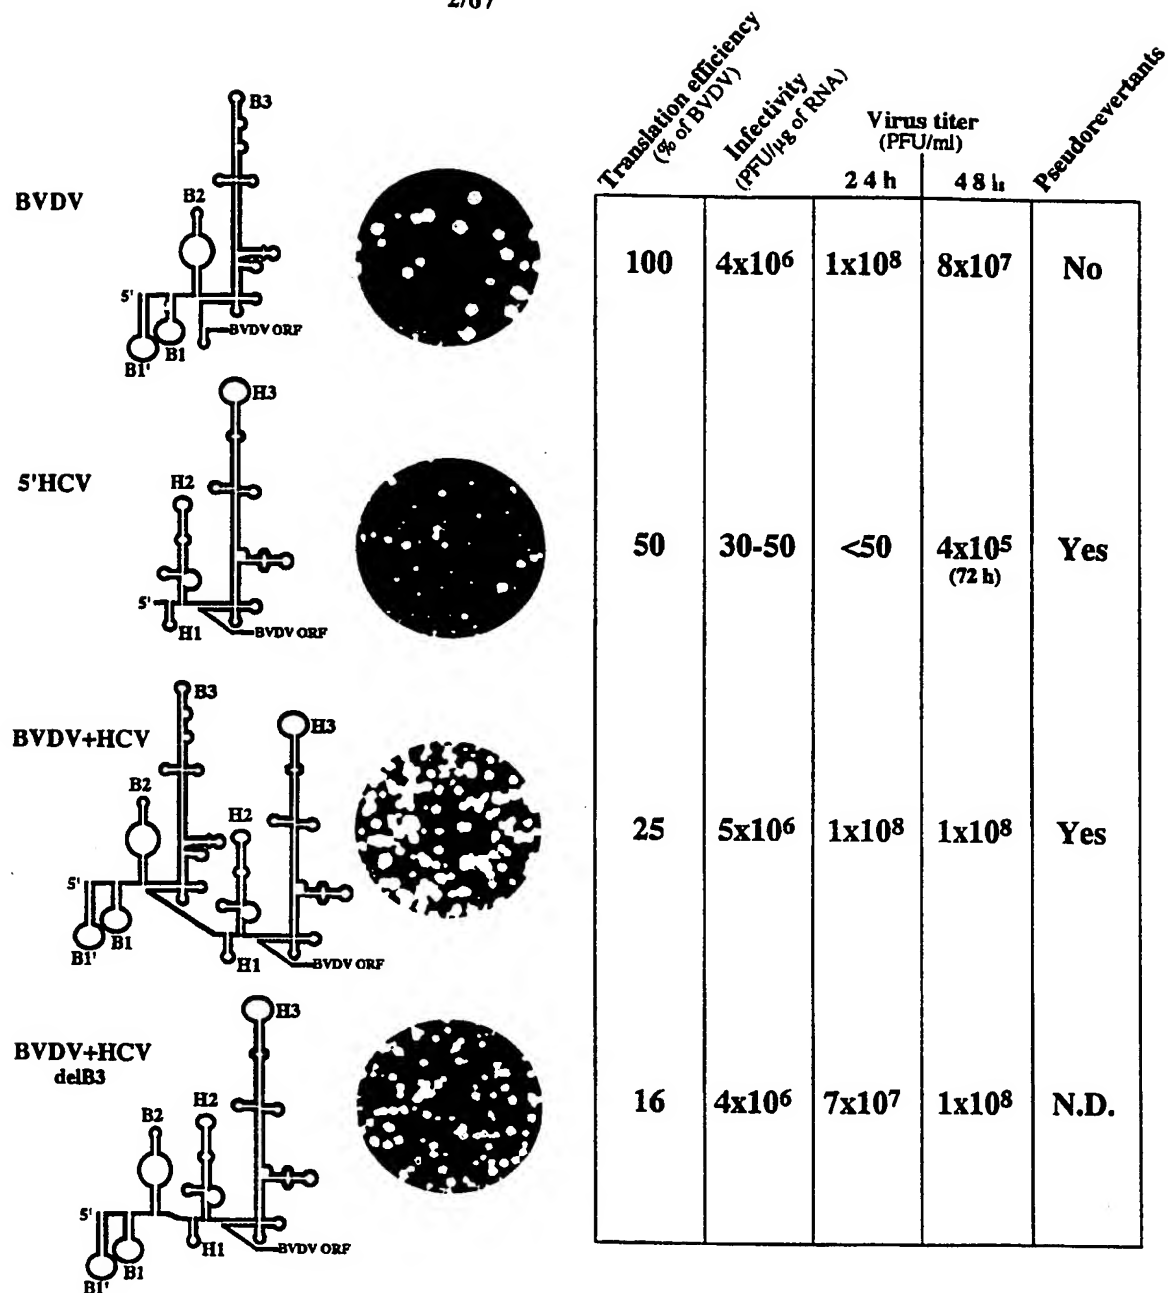 2/67
Translation efficiency
(% of BVDV)
Infectivity
(PFU/µg of RNA)
Virus titer
(PFU/ml)
24h
48h
Pseudorevertants
BVDV
B3
B2
5'
B1'
B1
BVDV ORF
100
4x10⁶
1x10⁸
8x10⁷
No
5'HCV
H3
H2
5'
H1
BVDV ORF
50
30-50
<50
4x10⁵
(72 h)
Yes
BVDV+HCV
B3
H3
B2
H2
5'
B1'
B1
H1
BVDV ORF
25
5x10⁶
1x10⁸
1x10⁸
Yes
BVDV+HCV
delB3
H3
B2
H2
5'
B1'
B1
H1
BVDV ORF
16
4x10⁶
7x10⁷
1x10⁸
N.D.